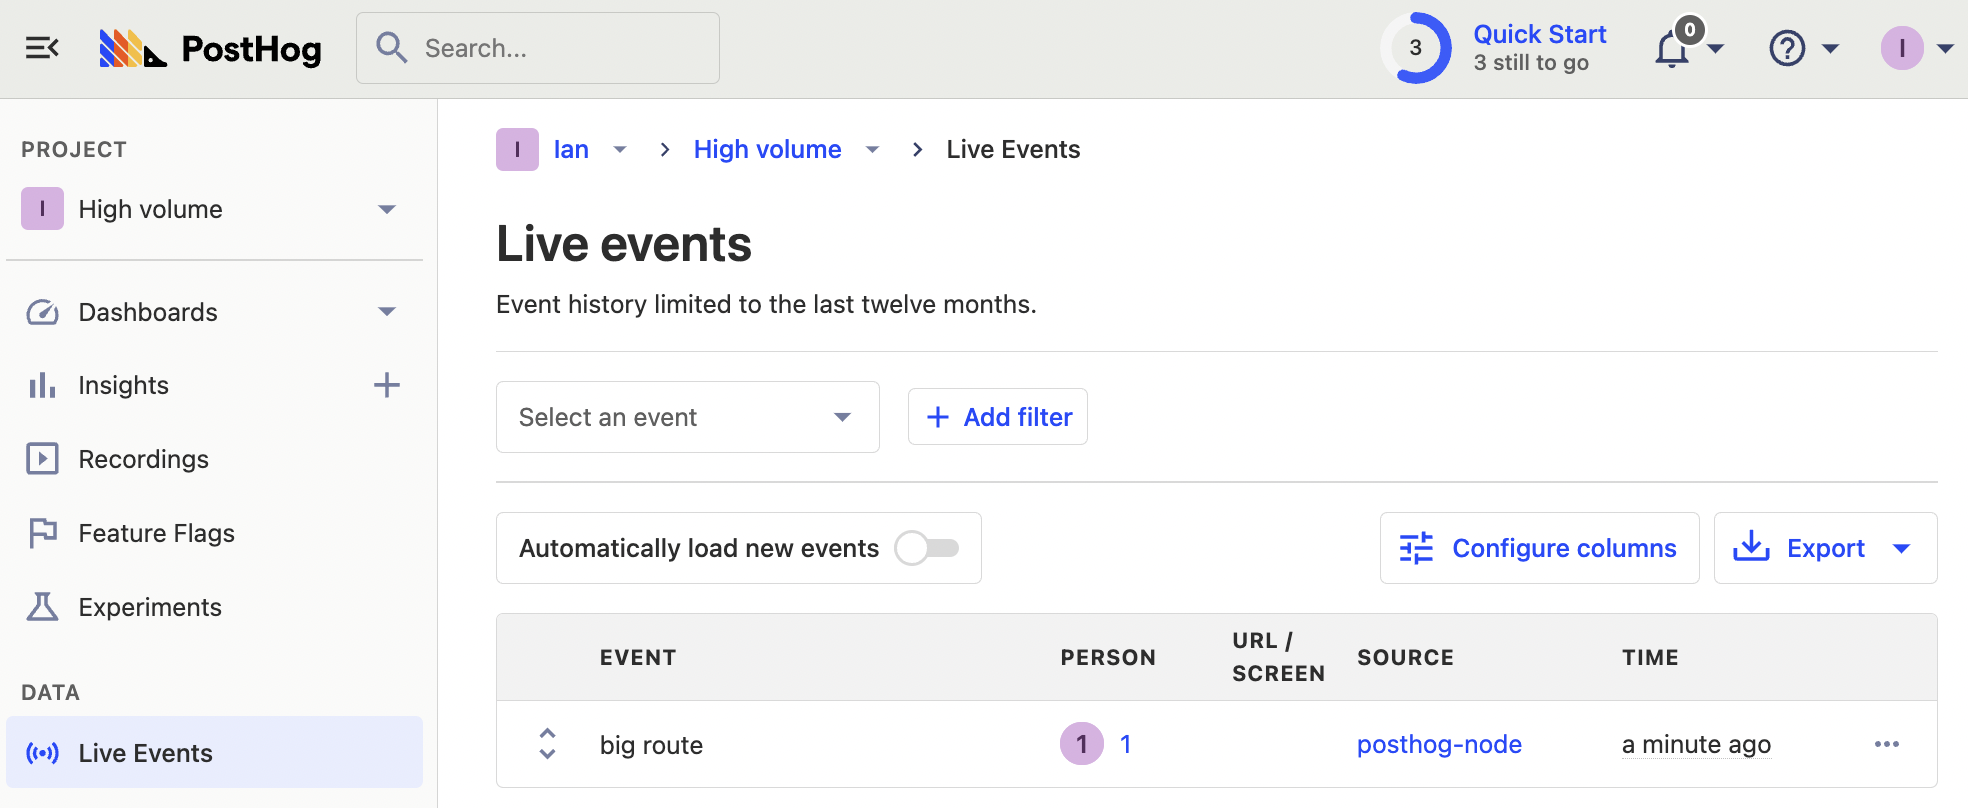 PostHog
Search...
3
Quick Start
3 still to go
0
I
PROJECT
I High volume
Dashboards
Insights
Recordings
Feature Flags
Experiments
DATA
Live Events
I Ian High volume Live Events
Live events
Event history limited to the last twelve months.
Select an event
Add filter
Automatically load new events
Configure columns
Export
EVENT PERSON URL / SCREEN SOURCE TIME
big route 1 1 posthog-node a minute ago